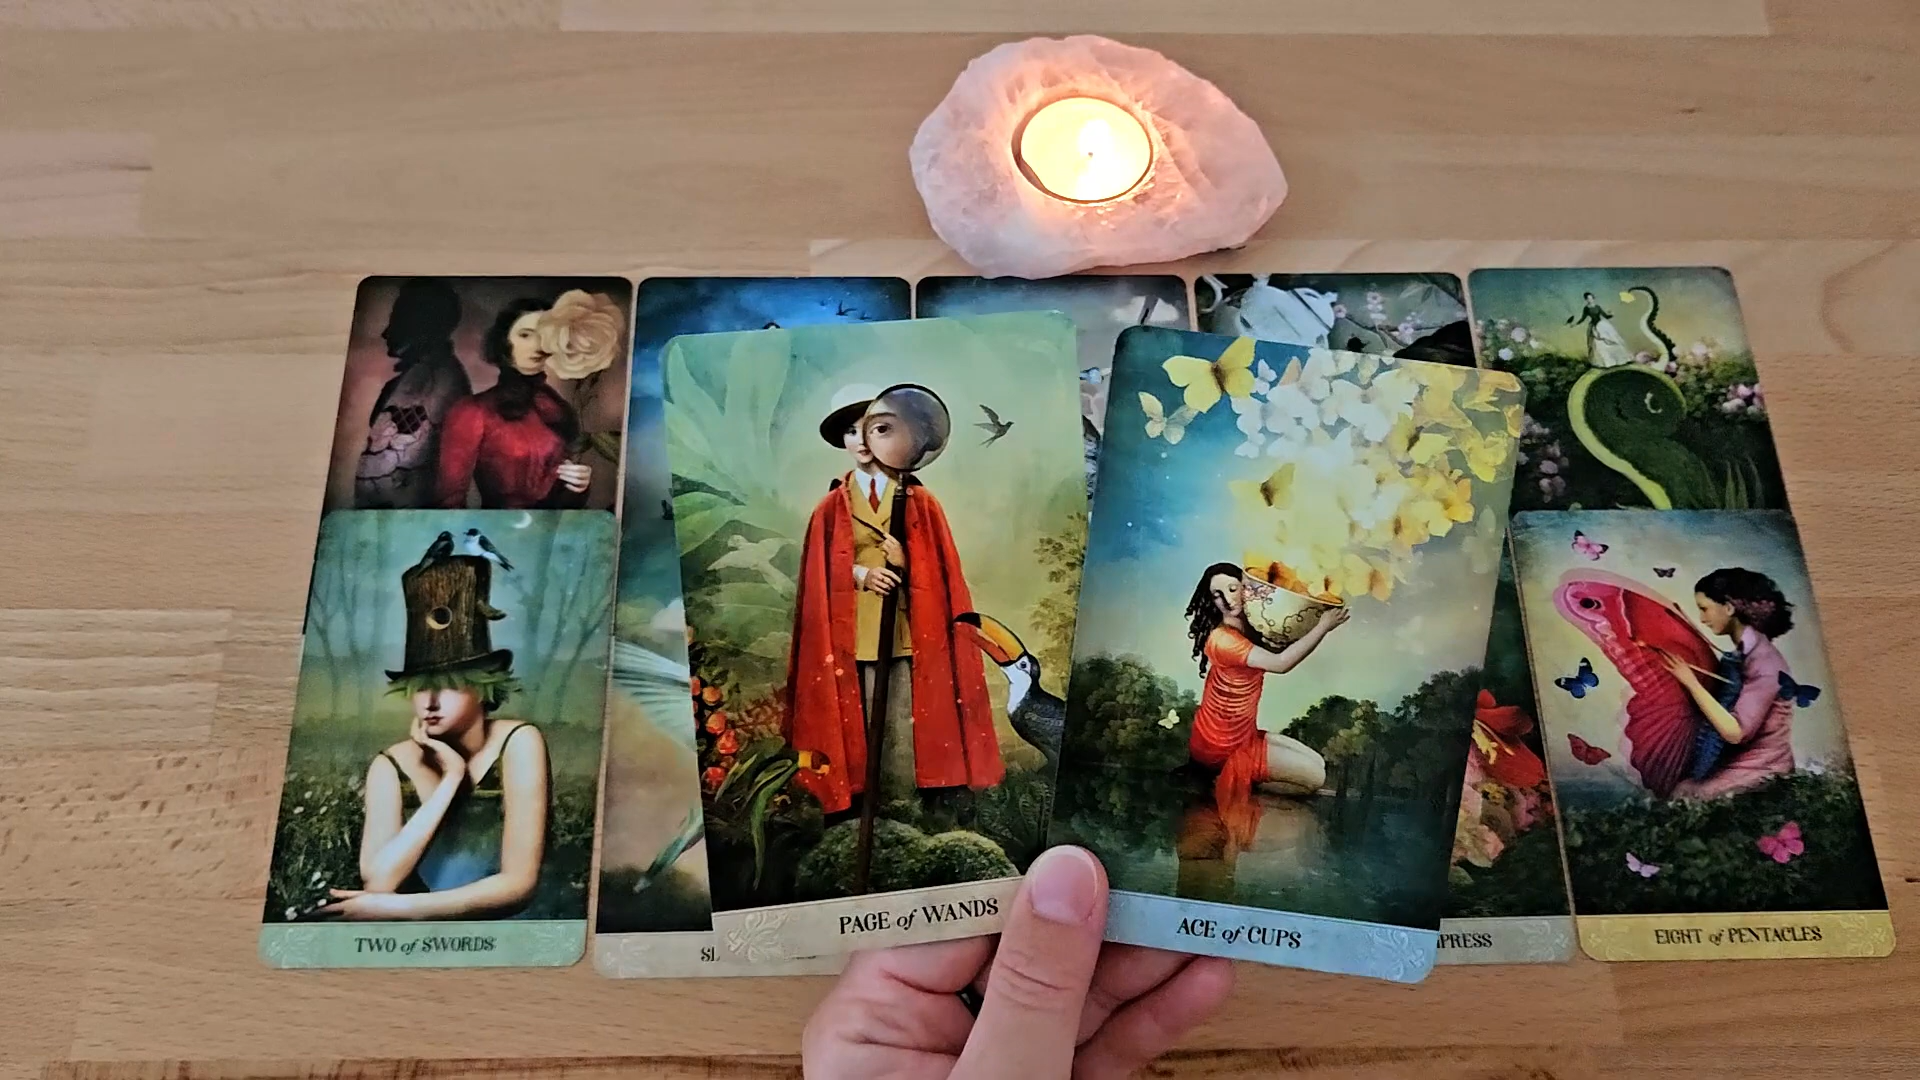 PAGE of WANDS
ACE of CUPS
TWO of SWORDS
EIGHT of PENTACLES